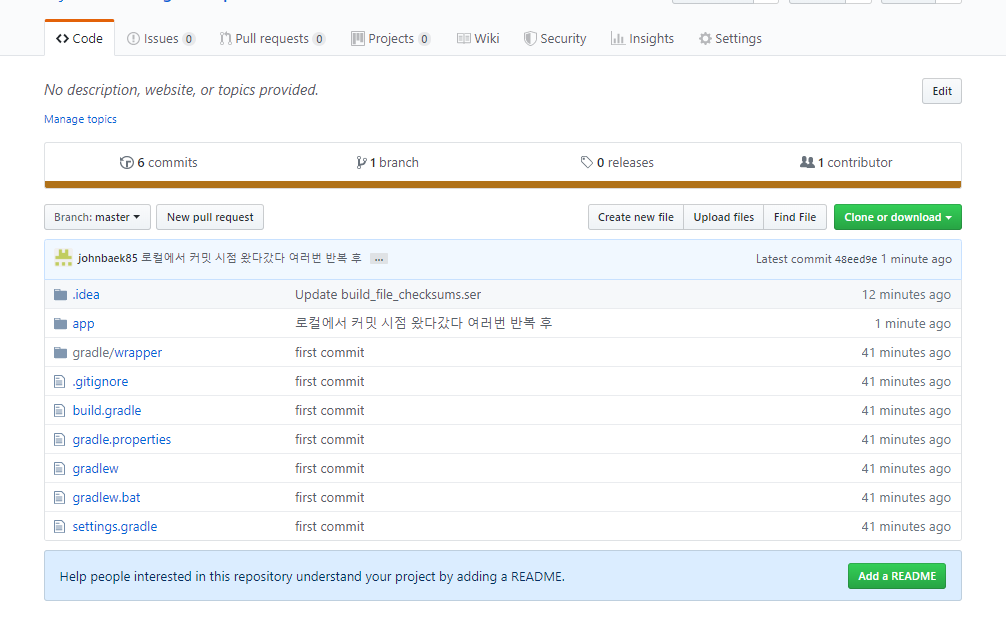 Code Issues 0 Pull requests 0 Projects 0 Wiki Security Insights Settings
No description, website, or topics provided. Edit
Manage topics
6 commits 1 branch 0 releases 1 contributor
Branch: master New pull request Create new file Upload files Find File Clone or download
johnbaek85 로컬에서 커밋 시점 왔다갔다 여러번 반복 후 ... Latest commit 48eed9e 1 minute ago
.idea Update build_file_checksums.ser 12 minutes ago
app 로컬에서 커밋 시점 왔다갔다 여러번 반복 후 1 minute ago
gradle/wrapper first commit 41 minutes ago
.gitignore first commit 41 minutes ago
build.gradle first commit 41 minutes ago
gradle.properties first commit 41 minutes ago
gradlew first commit 41 minutes ago
gradlew.bat first commit 41 minutes ago
settings.gradle first commit 41 minutes ago
Help people interested in this repository understand your project by adding a README. Add a README